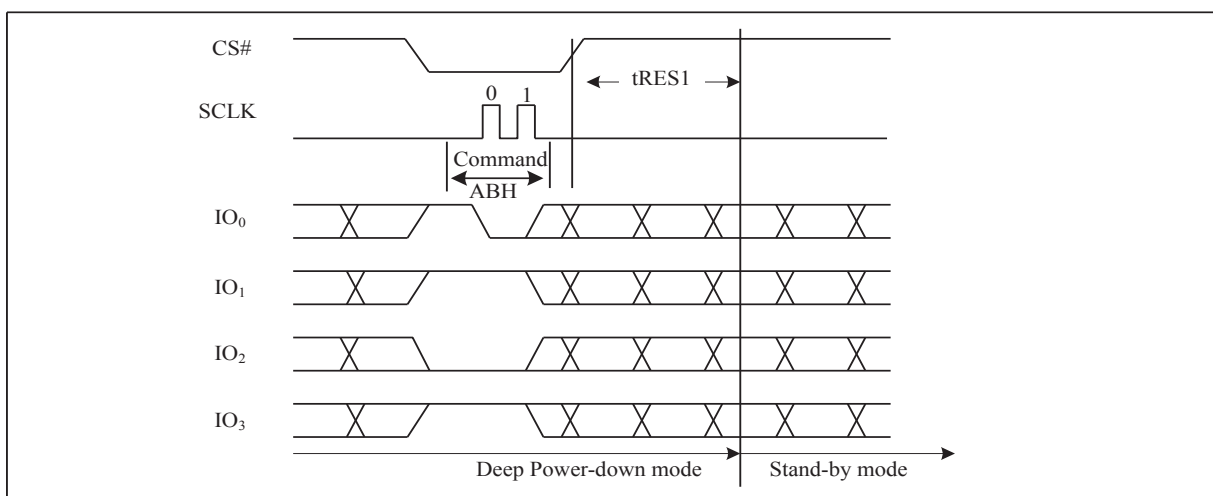 CS#
tRES1
0 1
SCLK
Command
ABH
IO₀
IO₁
IO₂
IO₃
Deep Power-down mode
Stand-by mode